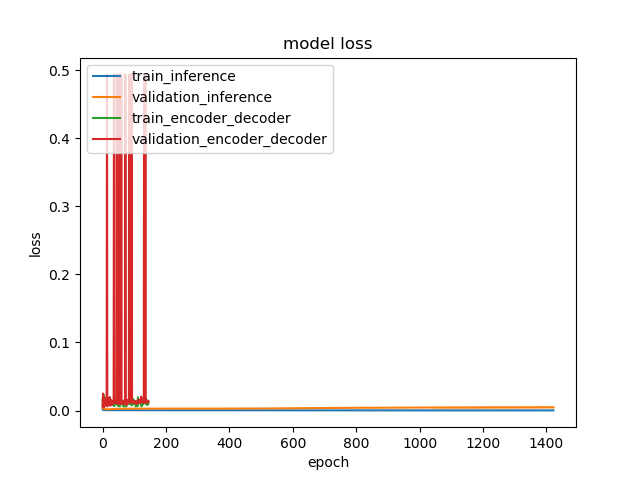 model loss
train_inference
validation_inference
train_encoder_decoder
validation_encoder_decoder
0.5
0.4
0.3
0.2
0.1
0.0
loss
0 200 400 600 800 1000 1200 1400
epoch